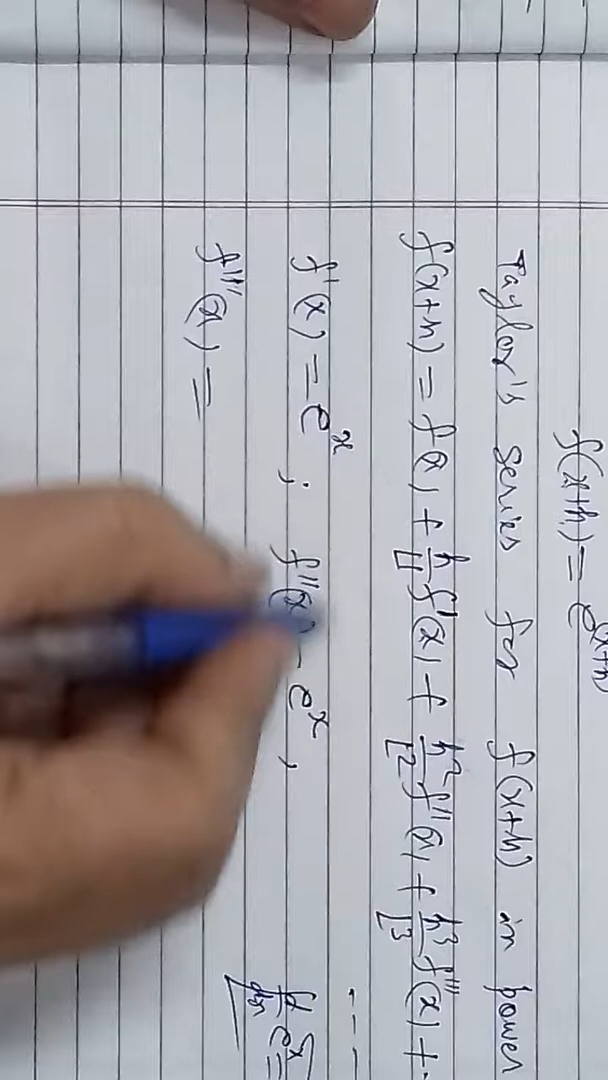 f(x+h) = e^(x+h)
Taylor's series for f(x+h) in power
f(x+h) = f(x) + h/⌊1 f'(x) + h²/⌊2 f''(x) + h³/⌊3 f'''(x) + ----
f'(x) = e^x ; f''(x) = e^x ,
f'''(x) =
d/dx e^x =